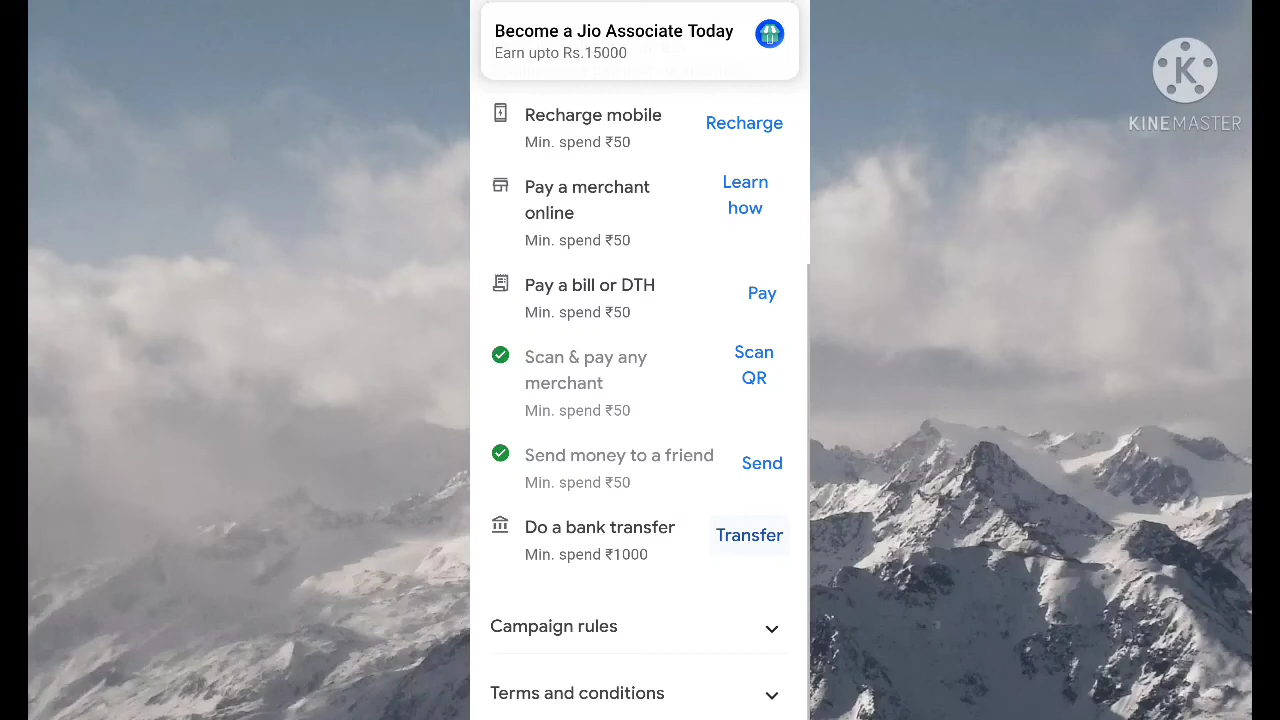 Become a Jio Associate Today
Earn upto Rs.15000
K
KINEMASTER
Recharge mobile
Min. spend ₹50
Recharge
Pay a merchant
online
Min. spend ₹50
Learn
how
Pay a bill or DTH
Min. spend ₹50
Pay
Scan & pay any
merchant
Min. spend ₹50
Scan
QR
Send money to a friend
Min. spend ₹50
Send
Do a bank transfer
Min. spend ₹1000
Transfer
Campaign rules
Terms and conditions